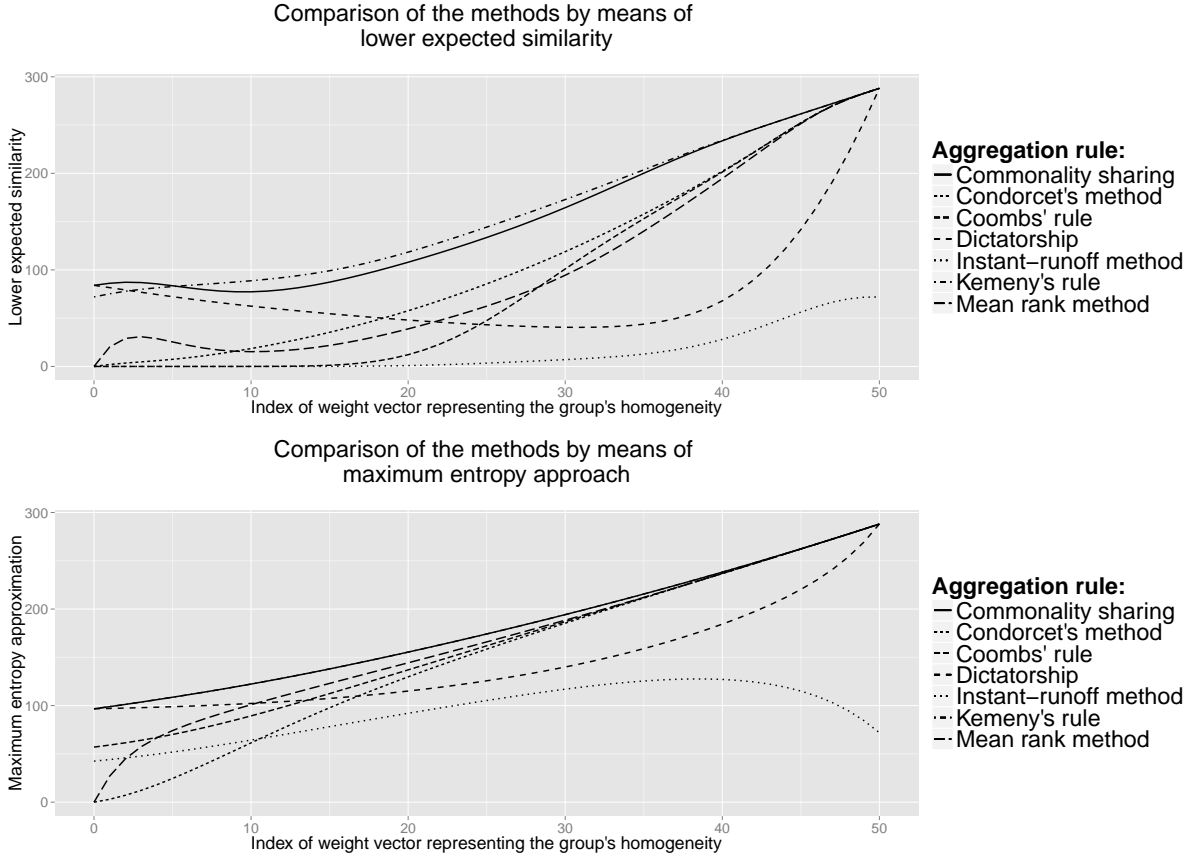 Comparison of the methods by means of
lower expected similarity
300
200
100
0
Lower expected similarity
0 10 20 30 40 50
Index of weight vector representing the group's homogeneity
Aggregation rule:
Commonality sharing
Condorcet's method
Coombs' rule
Dictatorship
Instant−runoff method
Kemeny's rule
Mean rank method
Comparison of the methods by means of
maximum entropy approach
300
200
100
0
Maximum entropy approximation
0 10 20 30 40 50
Index of weight vector representing the group's homogeneity
Aggregation rule:
Commonality sharing
Condorcet's method
Coombs' rule
Dictatorship
Instant−runoff method
Kemeny's rule
Mean rank method